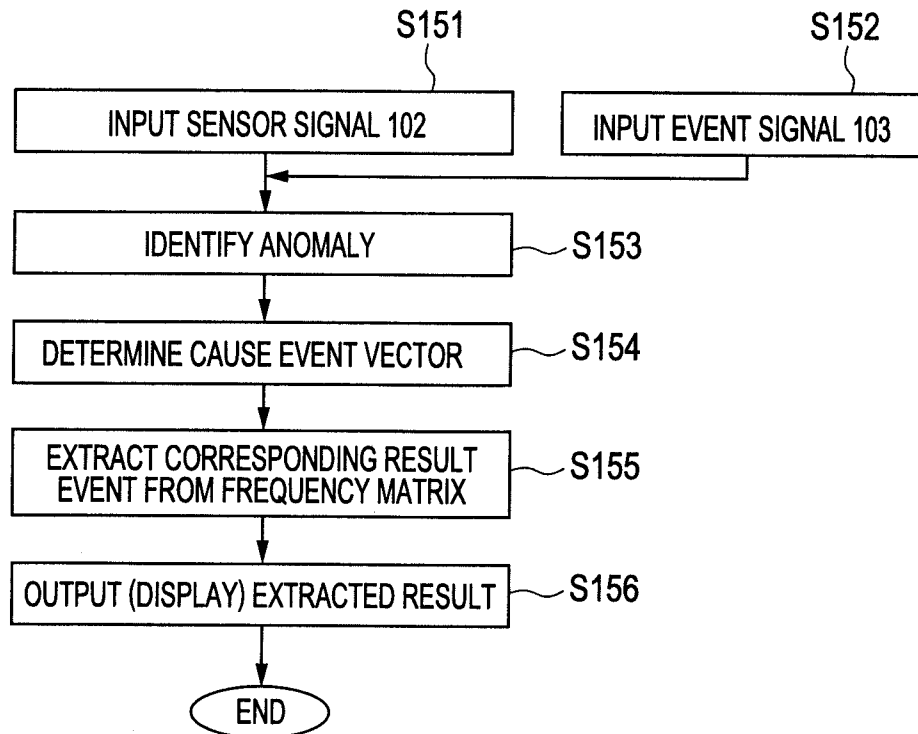 S151
S152
INPUT SENSOR SIGNAL 102
INPUT EVENT SIGNAL 103
IDENTIFY ANOMALY
S153
DETERMINE CAUSE EVENT VECTOR
S154
EXTRACT CORRESPONDING RESULT
EVENT FROM FREQUENCY MATRIX
S155
OUTPUT (DISPLAY) EXTRACTED RESULT
S156
END